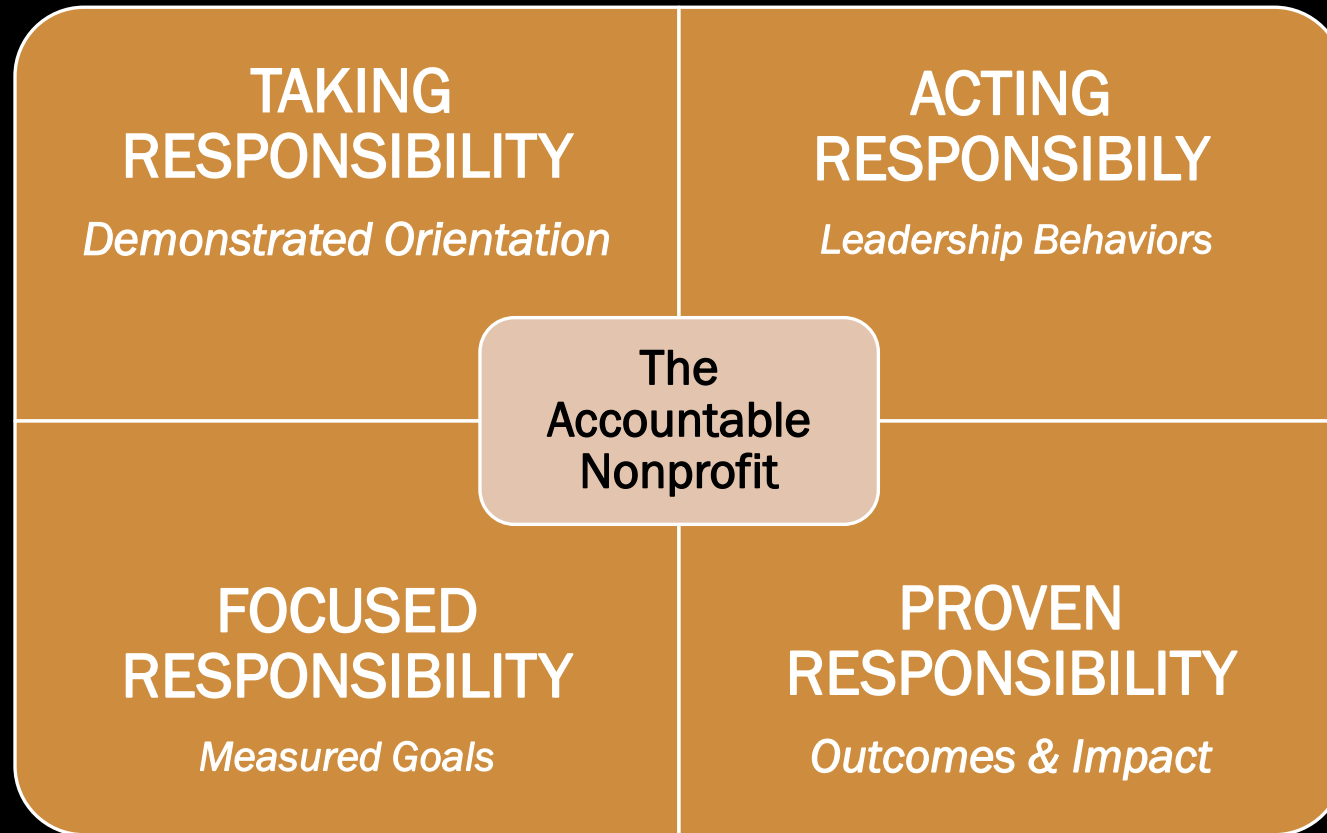 TAKING
RESPONSIBILITY
Demonstrated Orientation
ACTING
RESPONSIBILY
Leadership Behaviors
The
Accountable
Nonprofit
FOCUSED
RESPONSIBILITY
Measured Goals
PROVEN
RESPONSIBILITY
Outcomes & Impact